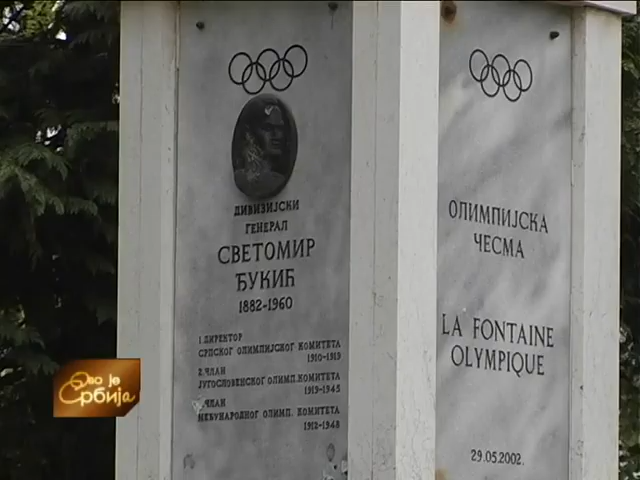 ДИВИЗИЈСКИ
ГЕНЕРАЛ
СВЕТОМИР
ЂУКИЋ
1882-1960
1. ДИРЕКТОР
СРПСКОГ ОЛИМПИЈСКОГ КОМИТЕТА
1910-1919
2. ЧЛАН
ЈУГОСЛОВЕНСКОГ ОЛИМП. КОМИТЕТА
1919-1945
ЧЛАН
МЕЂУНАРОДНОГ ОЛИМП. КОМИТЕТА
1912-1948
ОЛИМПИЈСКА
ЧЕСМА
LA FONTAINE
OLYMPIQUE
29.05.2002.
Ово је
Србија